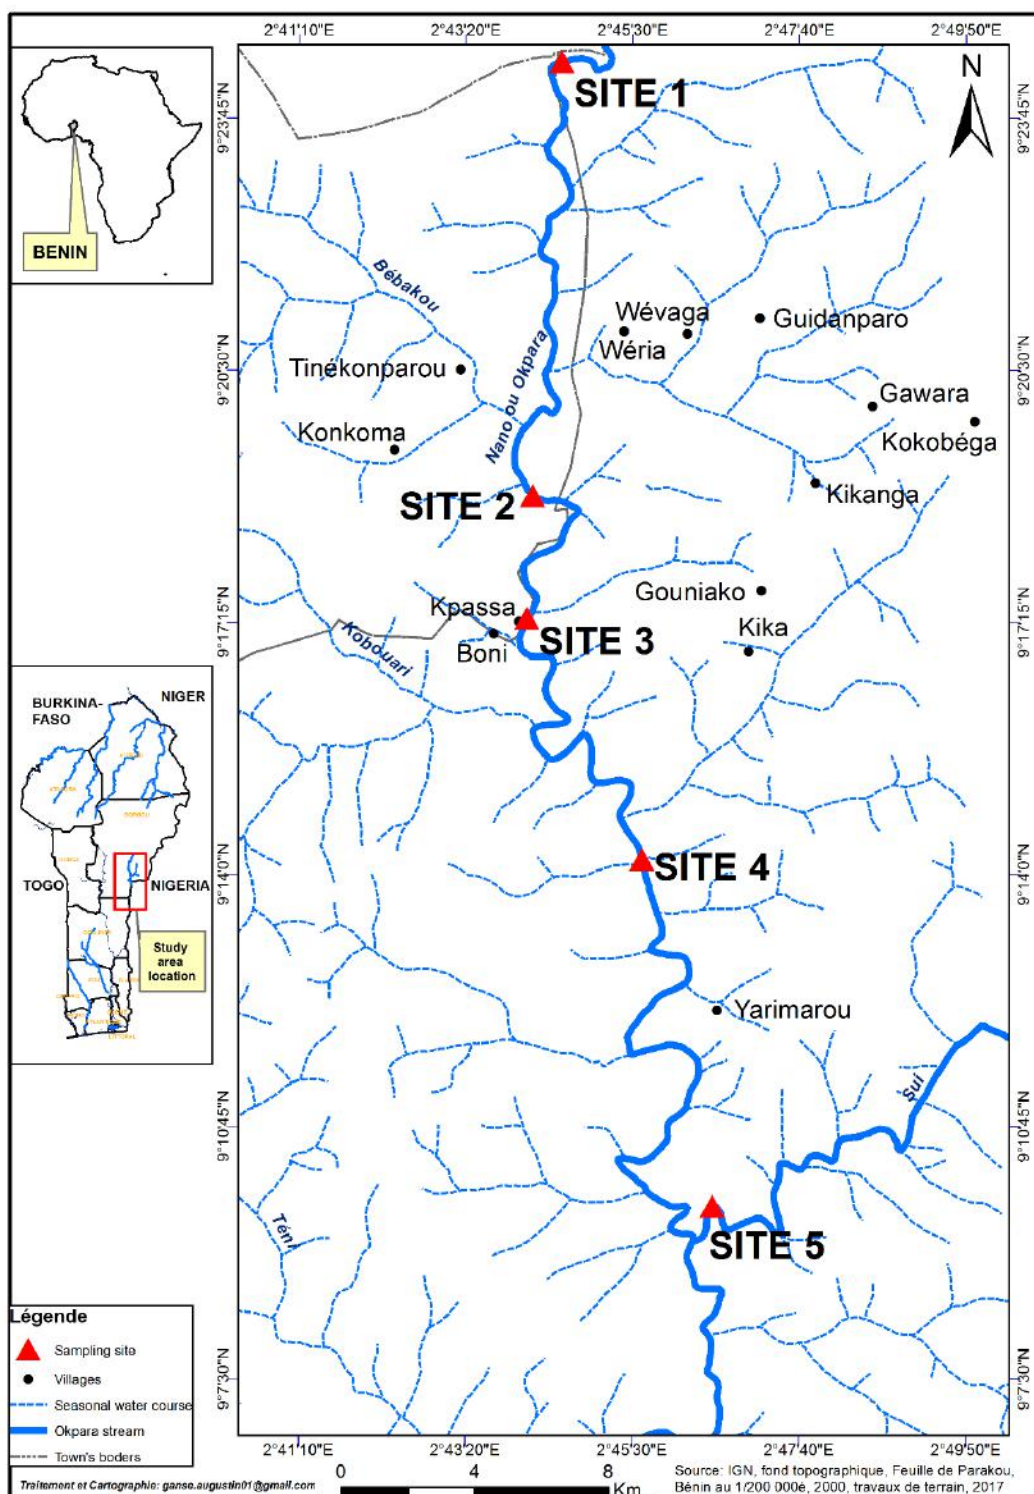 2°41'10"E 2°43'20"E 2°45'30"E 2°47'40"E 2°49'50"E
N
SITE 1
9°23'45"N 9°23'45"N
BENIN
Bébakou
Wévaga
Guidanparo
Wéria
Nano ou Okpara
Tinékonparou
9°20'30"N 9°20'30"N
Gawara
Konkoma
Kokobéga
Kikanga
SITE 2
Gouniako
Kpassa
9°17'15"N 9°17'15"N
Kobouari
Boni
SITE 3
Kika
BURKINA-
FASO
NIGER
TOGO
NIGERIA
Study
area
location
SITE 4
9°14'0"N 9°14'0"N
Yarimarou
Sui
9°10'45"N 9°10'45"N
Téni
SITE 5
9°7'30"N 9°7'30"N
Légende
Sampling site
Villages
Seasonal water course
Okpara stream
Town's boders
2°41'10"E 2°43'20"E 2°45'30"E 2°47'40"E 2°49'50"E
0 4 8
Km
Traitement et Cartographie: ganse.augustin01@gmail.com
Source: IGN, fond topographique, Feuille de Parakou,
Bénin au 1/200 000é, 2000, travaux de terrain, 2017